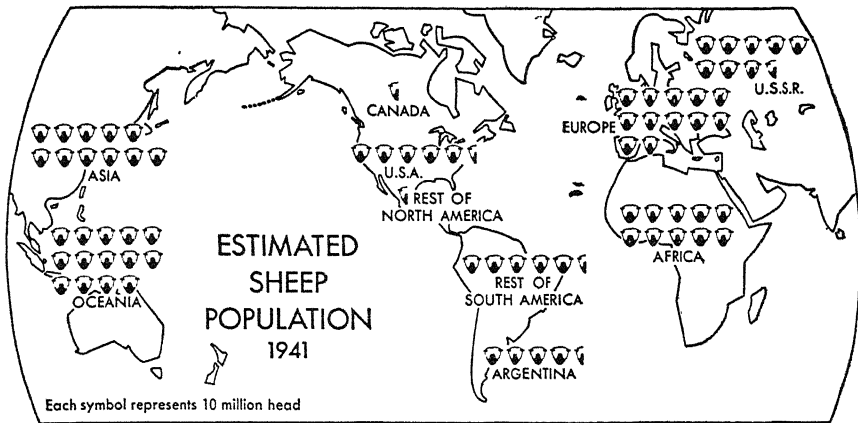 ESTIMATED
SHEEP
POPULATION
1941
CANADA
U.S.A.
REST OF
NORTH AMERICA
REST OF
SOUTH AMERICA
ARGENTINA
EUROPE
U.S.S.R.
AFRICA
ASIA
OCEANIA
Each symbol represents 10 million head